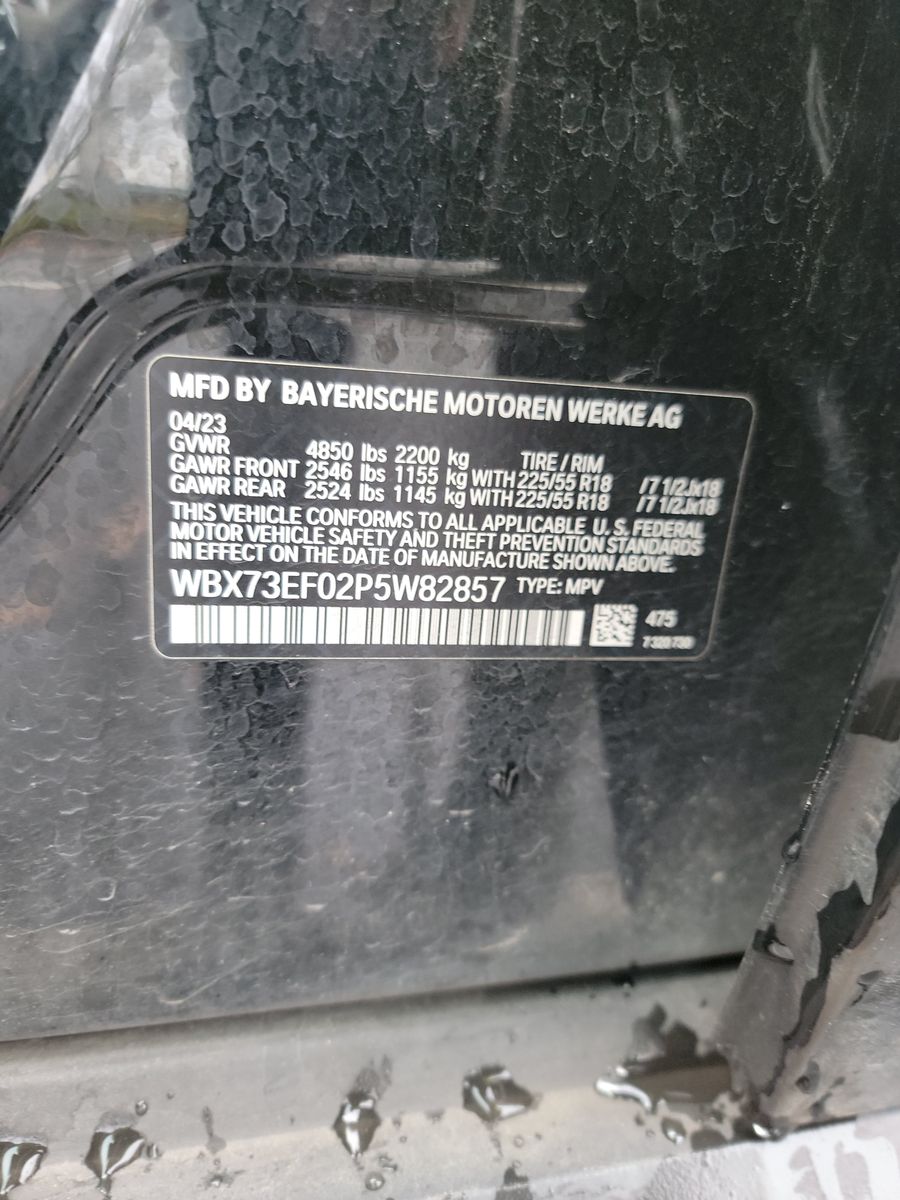 MFD BY BAYERISCHE MOTOREN WERKE AG
04/23
GVWR 4850 lbs 2200 kg TIRE / RIM
GAWR FRONT 2546 lbs 1155 kg WITH 225/55 R18 /7 1/2Jx18
GAWR REAR 2524 lbs 1145 kg WITH 225/55 R18 /7 1/2Jx18
THIS VEHICLE CONFORMS TO ALL APPLICABLE U.S. FEDERAL
MOTOR VEHICLE SAFETY AND THEFT PREVENTION STANDARDS
IN EFFECT ON THE DATE OF MANUFACTURE SHOWN ABOVE.
WBX73EF02P5W82857 TYPE: MPV
475